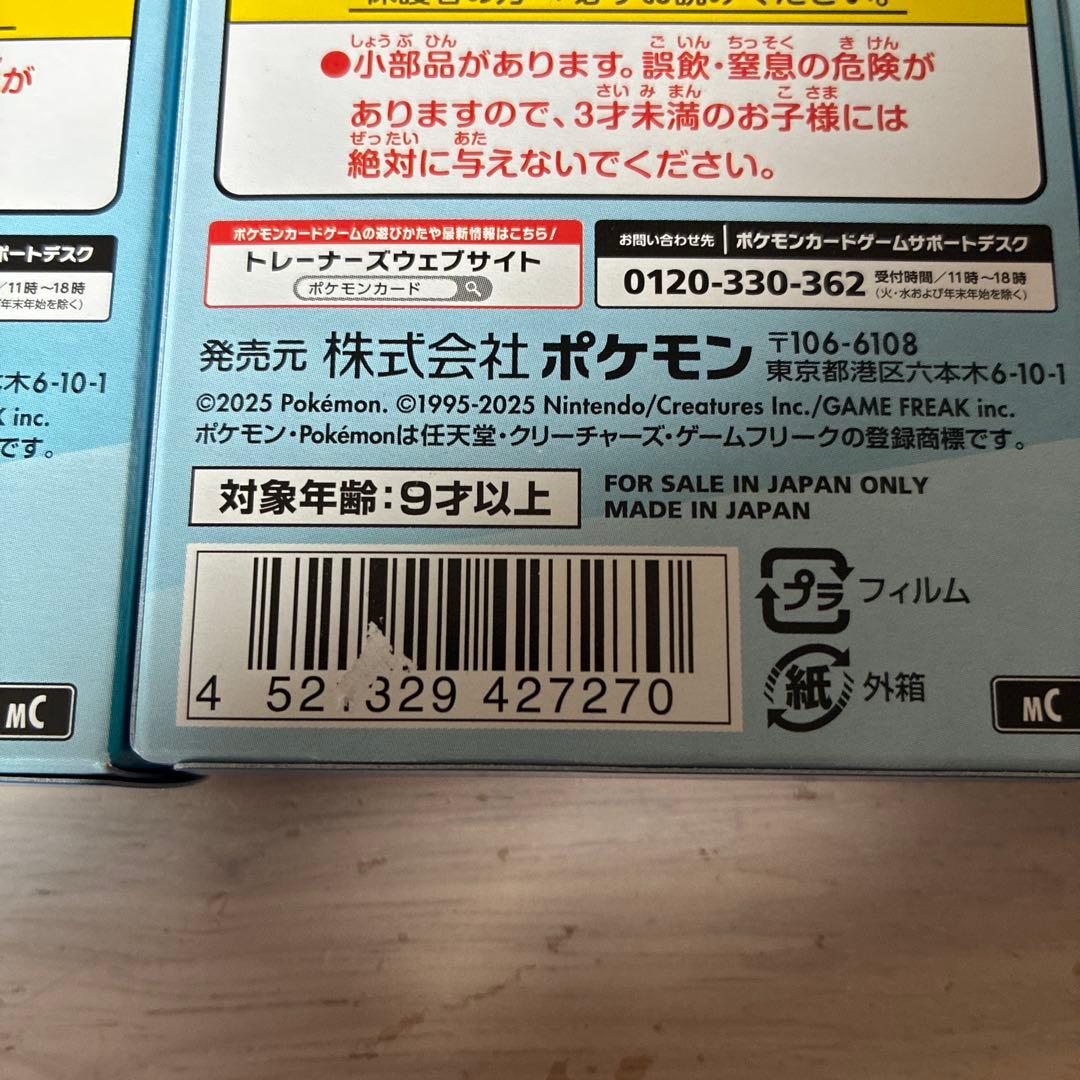 しょうぶひん ごいん ちっそく きけん
●小部品があります。誤飲・窒息の危険が
さいみまん こさま
ありますので、3才未満のお子様には
ぜったい あた
絶対に与えないでください。
ポケモンカードゲームの遊びかたや最新情報はこちら!
トレーナーズウェブサイト
ポケモンカード
お問い合わせ先 ポケモンカードゲームサポートデスク
0120-330-362 受付時間/11時~18時
(火・水および年末年始を除く)
発売元 株式会社 ポケモン 〒106-6108
東京都港区六本木6-10-1
©2025 Pokémon. ©1995-2025 Nintendo/Creatures Inc./GAME FREAK inc.
ポケモン・Pokémonは任天堂・クリーチャーズ・ゲームフリークの登録商標です。
対象年齢:9才以上
FOR SALE IN JAPAN ONLY
MADE IN JAPAN
4 521329 427270
プラ フィルム
紙 外箱
MC
が
ポートデスク
/11時~18時
年末年始を除く)
木6-10-1
K inc.
です。
MC